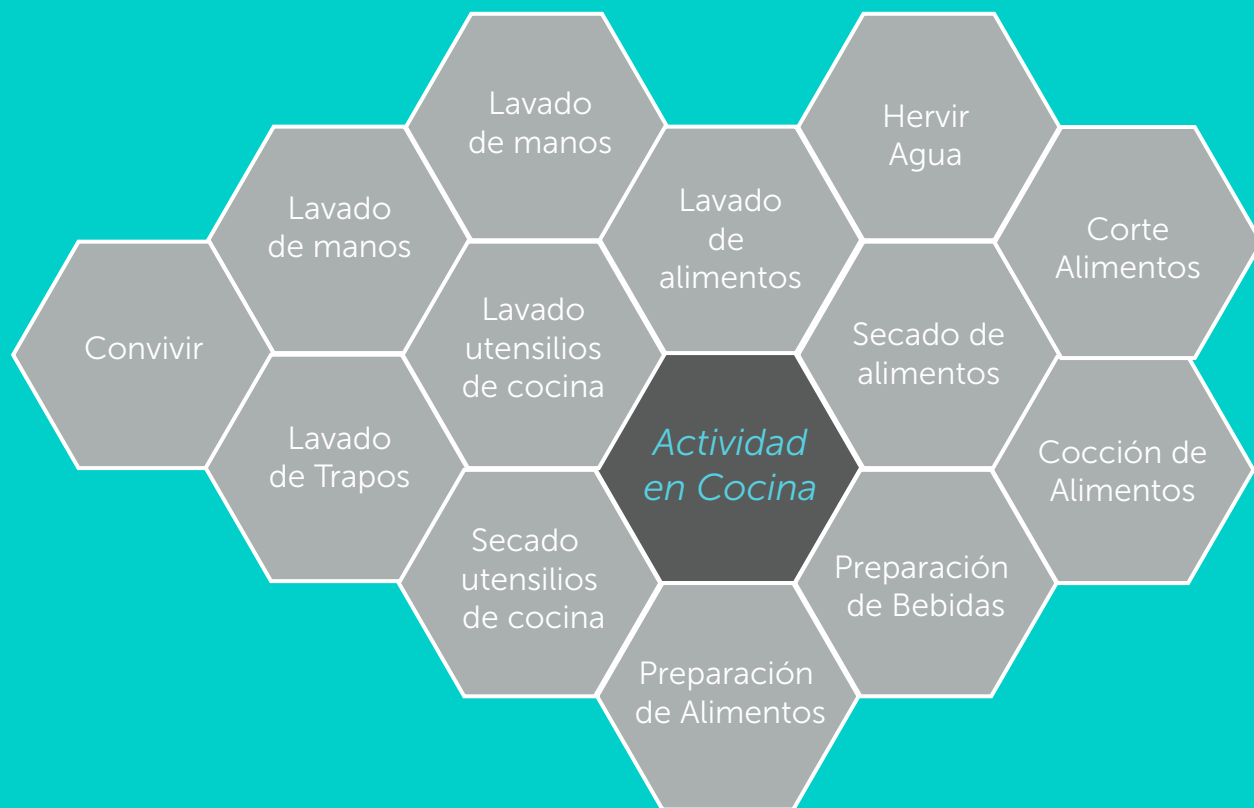 Lavado
de manos
Hervir
Agua
Lavado
de manos
Lavado
de
alimentos
Corte
Alimentos
Convivir
Lavado
utensilios
de cocina
Secado de
alimentos
Lavado
de Trapos
Actividad
en Cocina
Cocción de
Alimentos
Secado
utensilios
de cocina
Preparación
de Bebidas
Preparación
de Alimentos